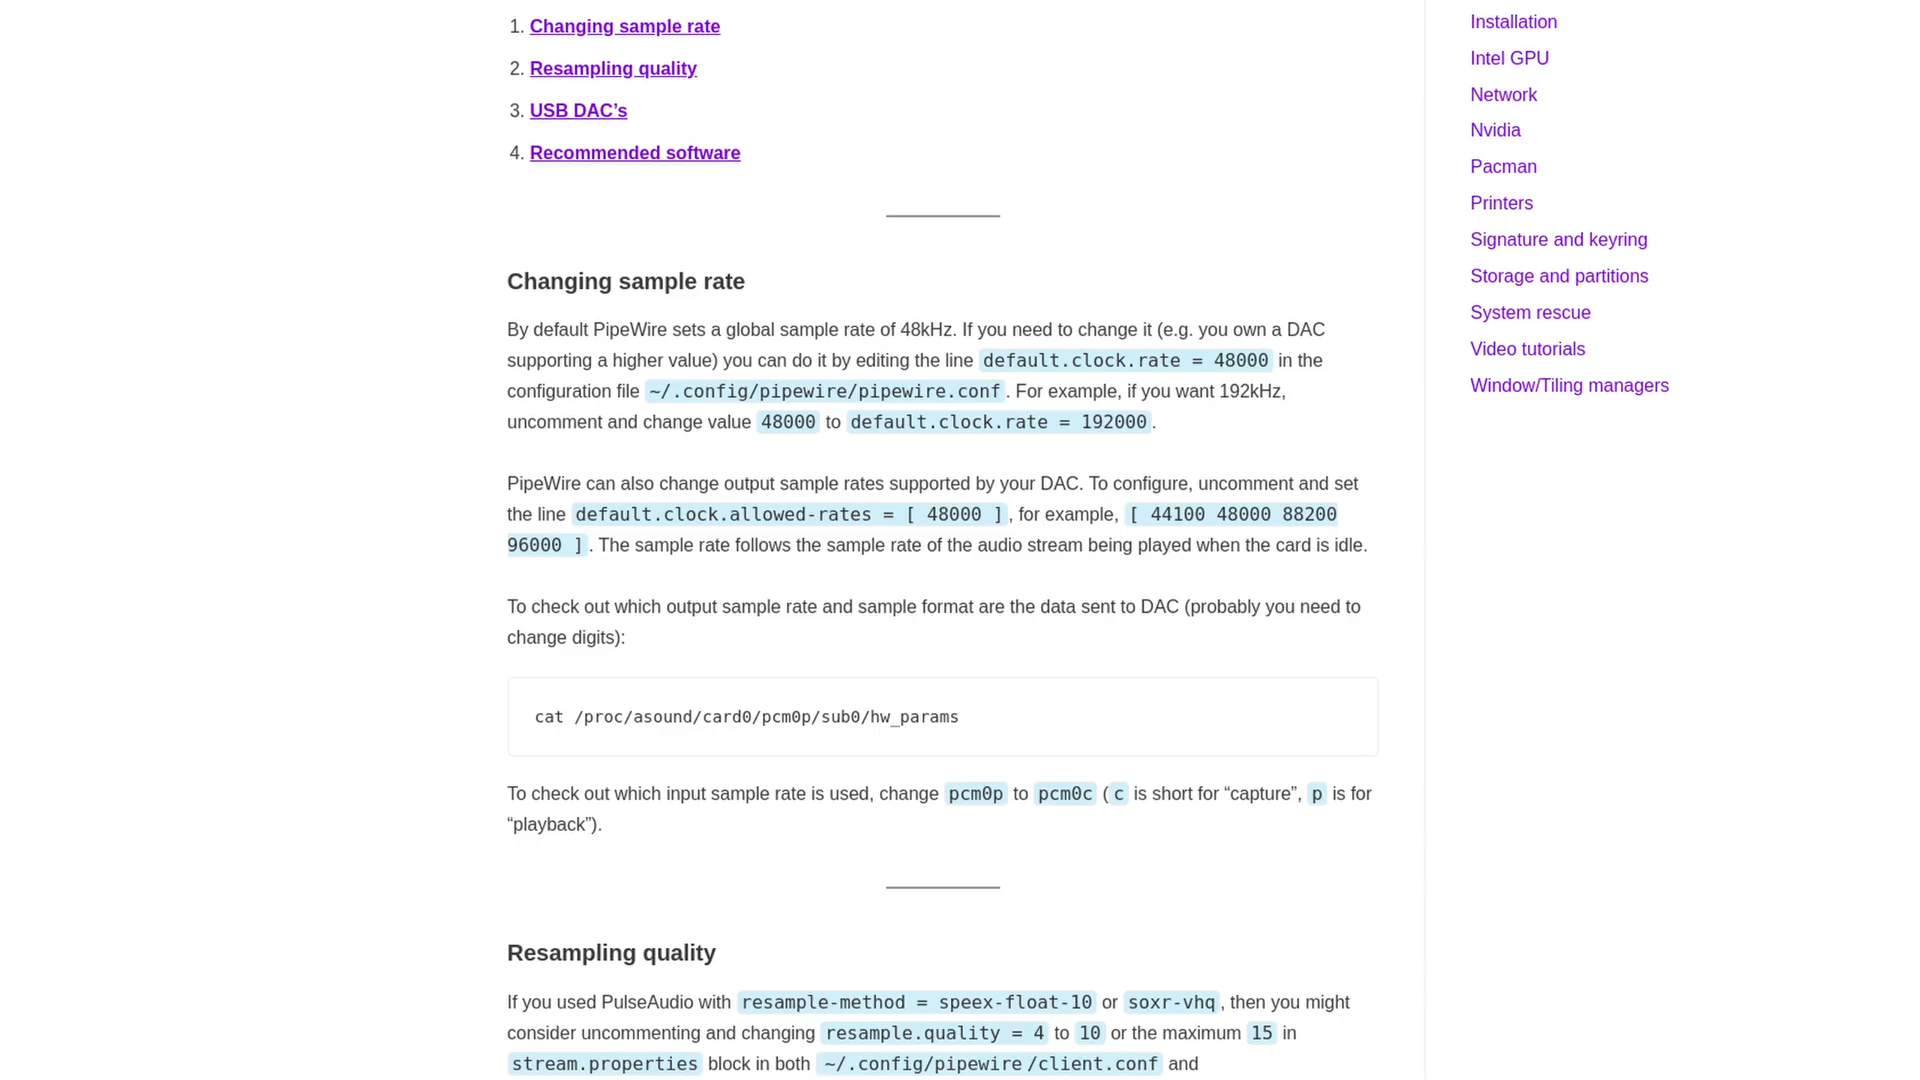 1. Changing sample rate
2. Resampling quality
3. USB DAC’s
4. Recommended software
Changing sample rate
By default PipeWire sets a global sample rate of 48kHz. If you need to change it (e.g. you own a DAC
supporting a higher value) you can do it by editing the line default.clock.rate = 48000 in the
configuration file ~/.config/pipewire/pipewire.conf. For example, if you want 192kHz,
uncomment and change value 48000 to default.clock.rate = 192000.
PipeWire can also change output sample rates supported by your DAC. To configure, uncomment and set
the line default.clock.allowed-rates = [ 48000 ], for example, [ 44100 48000 88200
96000 ]. The sample rate follows the sample rate of the audio stream being played when the card is idle.
To check out which output sample rate and sample format are the data sent to DAC (probably you need to
change digits):
cat /proc/asound/card0/pcm0p/sub0/hw_params
To check out which input sample rate is used, change pcm0p to pcm0c (c is short for “capture”, p is for
“playback”).
Resampling quality
If you used PulseAudio with resample-method = speex-float-10 or soxr-vhq, then you might
consider uncommenting and changing resample.quality = 4 to 10 or the maximum 15 in
stream.properties block in both ~/.config/pipewire/client.conf and
Installation
Intel GPU
Network
Nvidia
Pacman
Printers
Signature and keyring
Storage and partitions
System rescue
Video tutorials
Window/Tiling managers